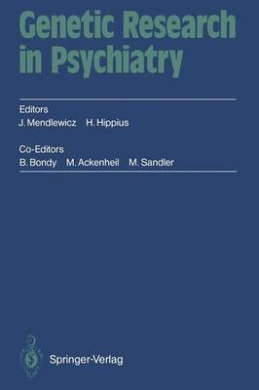 Genetic Research
in Psychiatry
Editors
J. Mendlewicz H. Hippius
Co-Editors
B. Bondy M. Ackenheil M. Sandler
Springer-Verlag